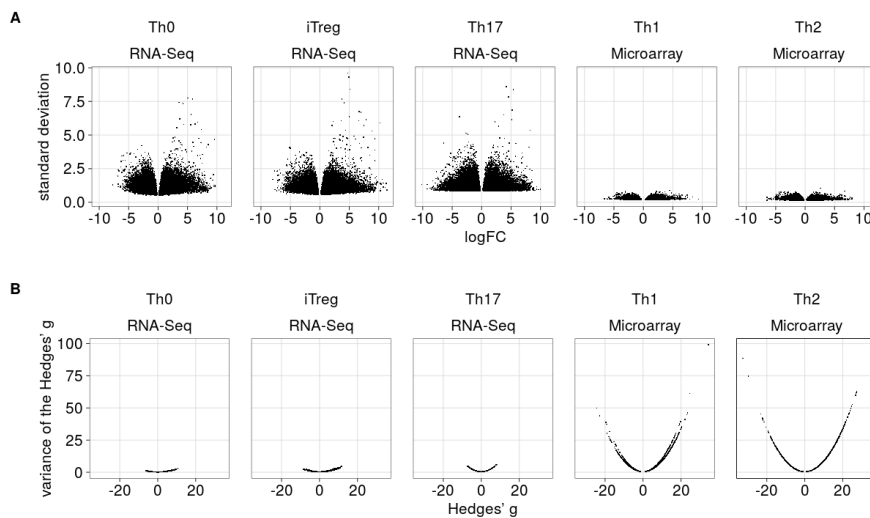 A
Th0 iTreg Th17 Th1 Th2
RNA-Seq RNA-Seq RNA-Seq Microarray Microarray
standard deviation
10.0
7.5
5.0
2.5
0.0
-10 -5 0 5 10 -10 -5 0 5 10 -10 -5 0 5 10 -10 -5 0 5 10 -10 -5 0 5 10
logFC
B
Th0 iTreg Th17 Th1 Th2
RNA-Seq RNA-Seq RNA-Seq Microarray Microarray
variance of the Hedges' g
100
75
50
25
0
-20 0 20 -20 0 20 -20 0 20 -20 0 20 -20 0 20
Hedges' g